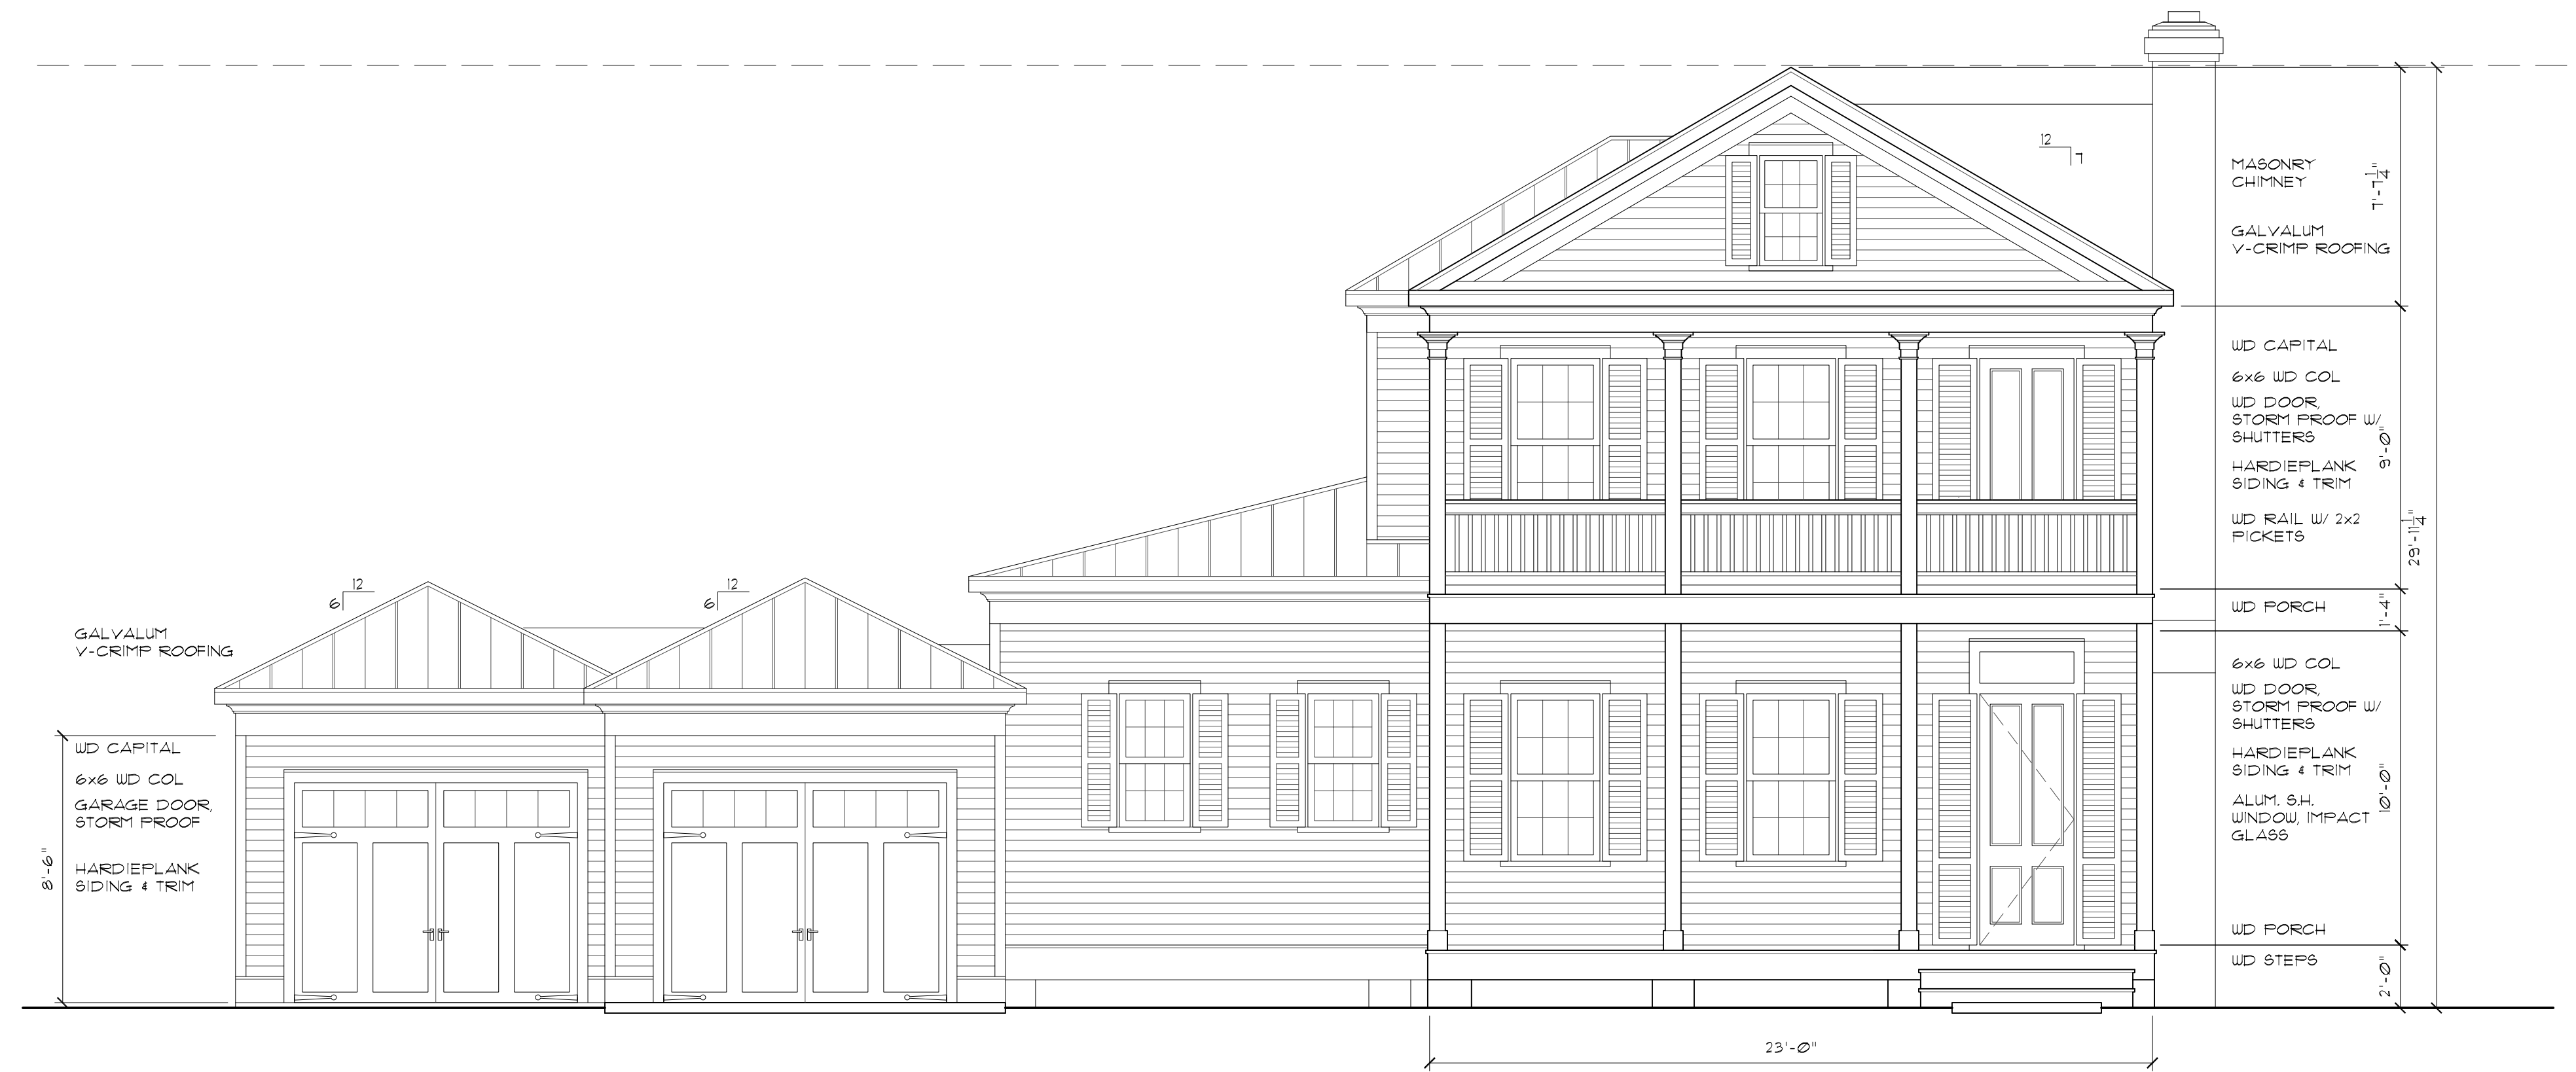 12
7
MASONRY
CHIMNEY
7'-7 1/4"
GALVALUM
V-CRIMP ROOFING
WD CAPITAL
6x6 WD COL
WD DOOR,
STORM PROOF W/
SHUTTERS
9'-0"
HARDIEPLANK
SIDING & TRIM
WD RAIL W/ 2x2
PICKETS
29'-11 1/4"
12
6
12
6
WD PORCH
1'-4"
GALVALUM
V-CRIMP ROOFING
6x6 WD COL
WD DOOR,
STORM PROOF W/
SHUTTERS
HARDIEPLANK
SIDING & TRIM
10'-0"
ALUM. S.H.
WINDOW, IMPACT
GLASS
WD CAPITAL
6x6 WD COL
GARAGE DOOR,
STORM PROOF
8'-6"
HARDIEPLANK
SIDING & TRIM
WD PORCH
WD STEPS
2'-0"
23'-0"